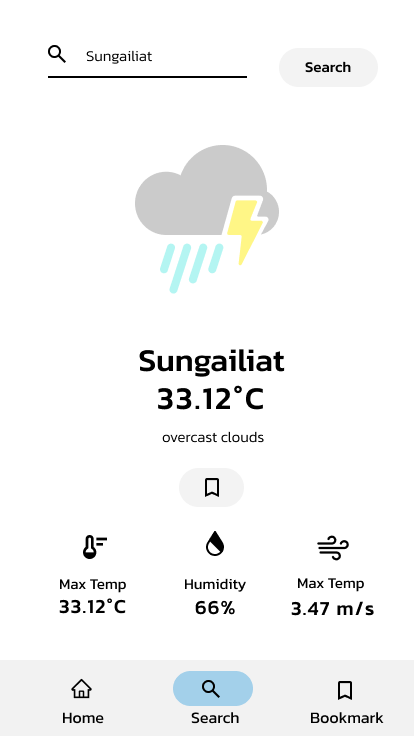 Sungailiat
Search
Sungailiat
33.12°C
overcast clouds
Max Temp
33.12°C
Humidity
66%
Max Temp
3.47 m/s
Home
Search
Bookmark